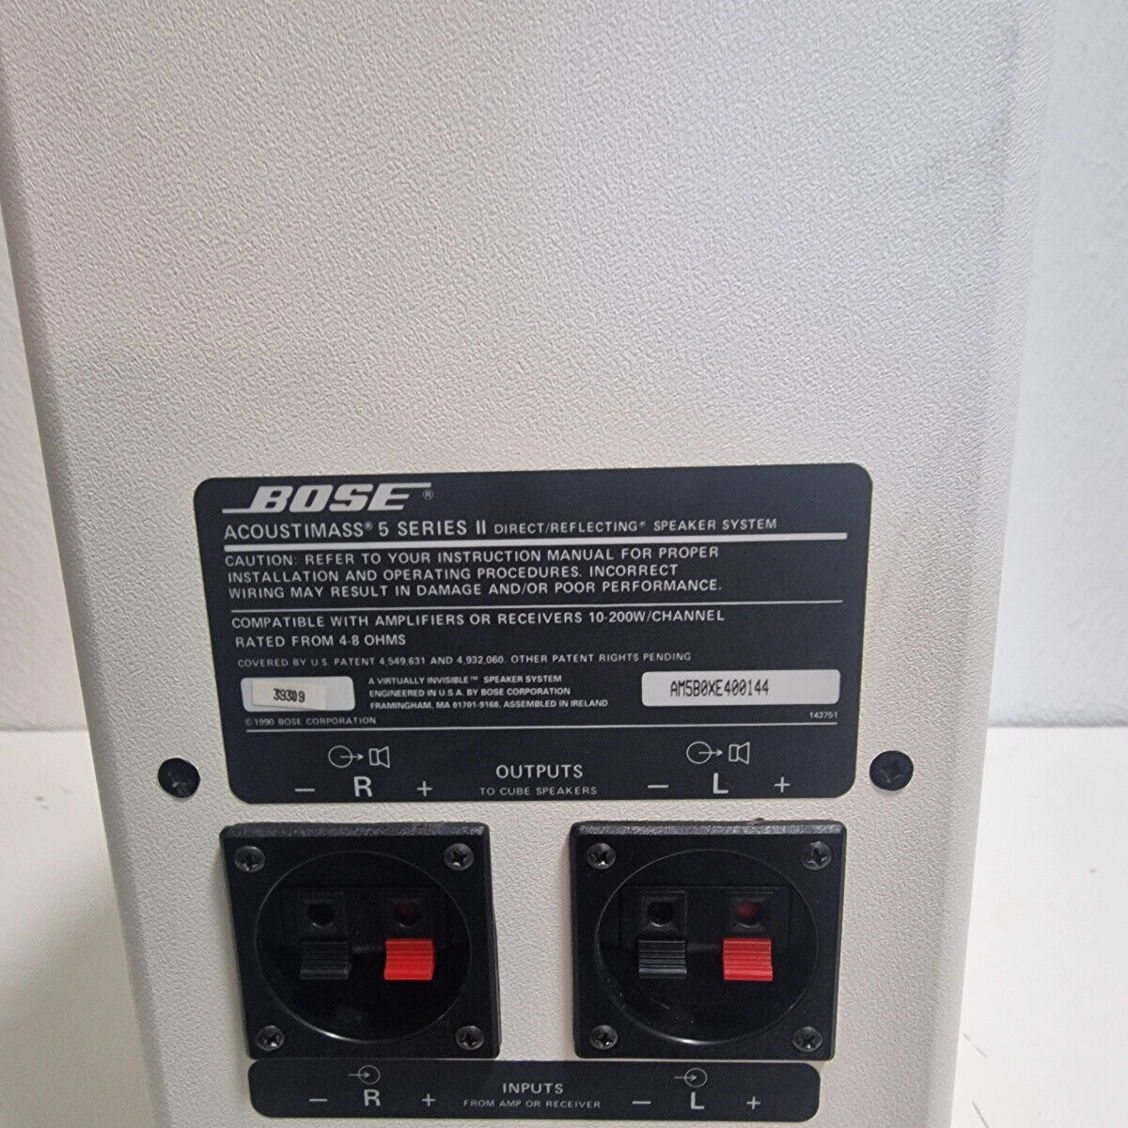 BOSE®
ACOUSTIMASS® 5 SERIES II DIRECT/REFLECTING® SPEAKER SYSTEM
CAUTION: REFER TO YOUR INSTRUCTION MANUAL FOR PROPER
INSTALLATION AND OPERATING PROCEDURES. INCORRECT
WIRING MAY RESULT IN DAMAGE AND/OR POOR PERFORMANCE.
COMPATIBLE WITH AMPLIFIERS OR RECEIVERS 10-200W/CHANNEL
RATED FROM 4-8 OHMS
COVERED BY U.S. PATENT 4,549,631 AND 4,932,060. OTHER PATENT RIGHTS PENDING
39309
A VIRTUALLY INVISIBLE™ SPEAKER SYSTEM
ENGINEERED IN U.S.A. BY BOSE CORPORATION
FRAMINGHAM, MA 01701-9168, ASSEMBLED IN IRELAND
AM5B0XE400144
©1990 BOSE CORPORATION
143751
− R +
OUTPUTS
TO CUBE SPEAKERS
− L +
− R +
INPUTS
FROM AMP OR RECEIVER
− L +